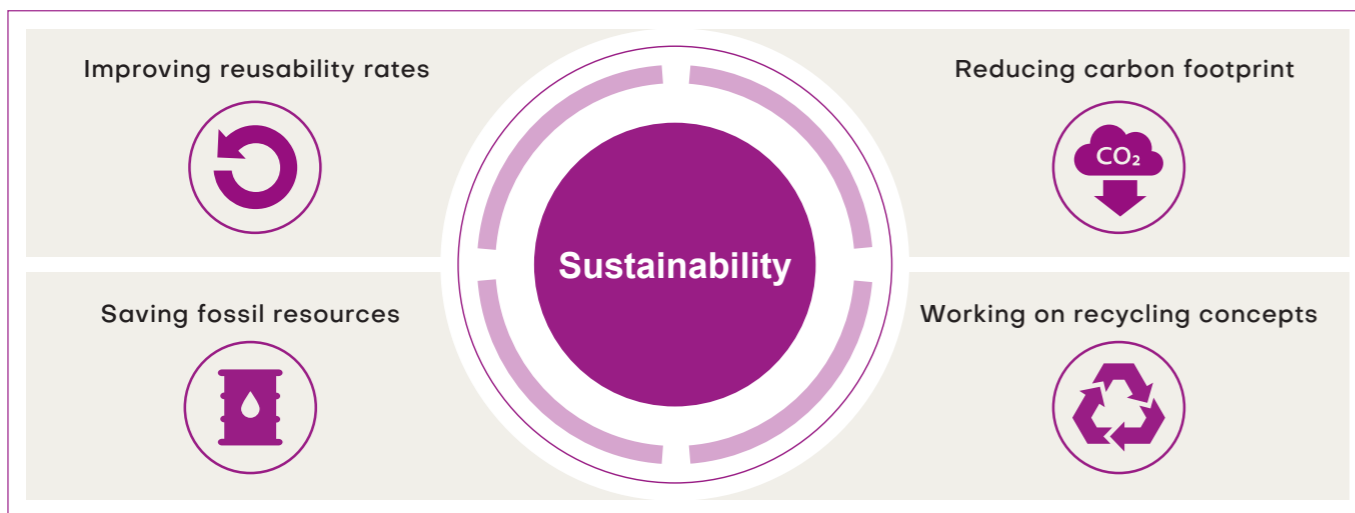 Improving reusability rates
Reducing carbon footprint
CO₂
Sustainability
Saving fossil resources
Working on recycling concepts